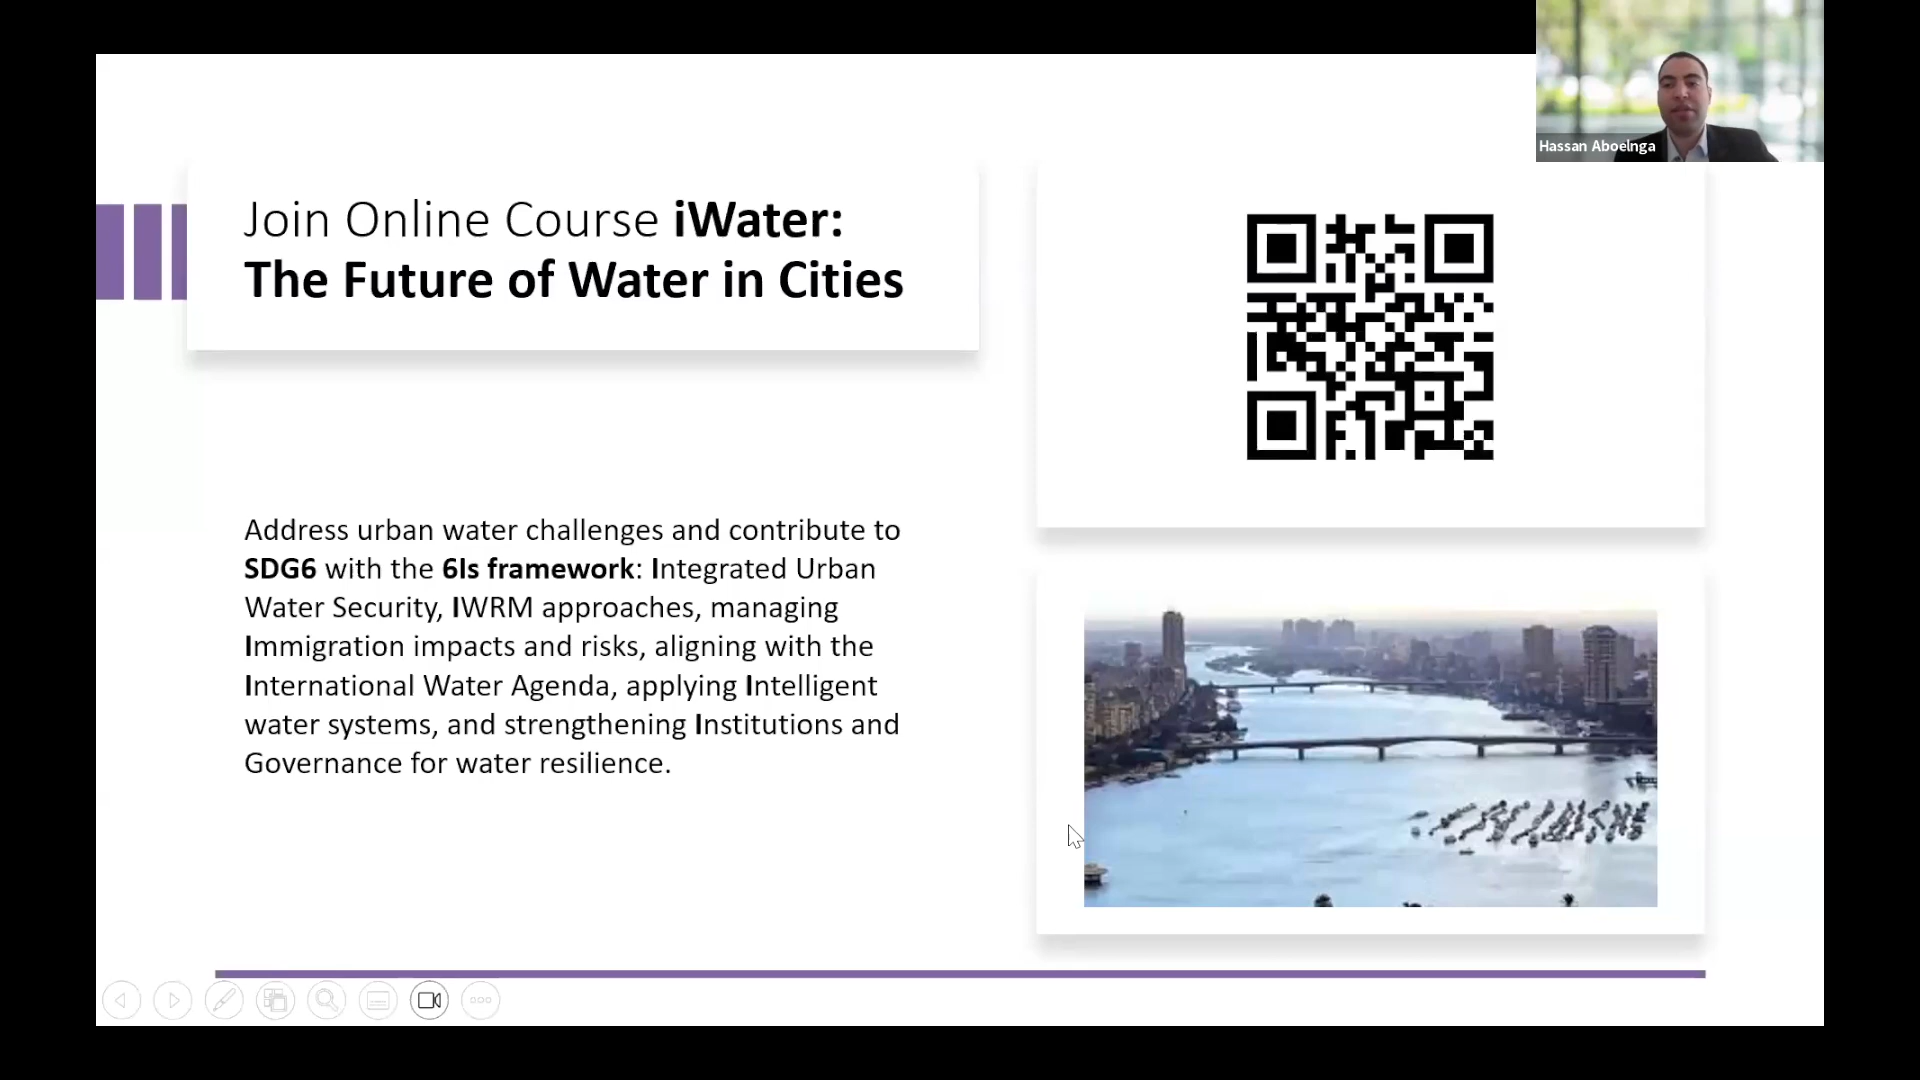 Hassan Aboelnga
Join Online Course iWater:
The Future of Water in Cities
Address urban water challenges and contribute to
SDG6 with the 6Is framework: Integrated Urban
Water Security, IWRM approaches, managing
Immigration impacts and risks, aligning with the
International Water Agenda, applying Intelligent
water systems, and strengthening Institutions and
Governance for water resilience.